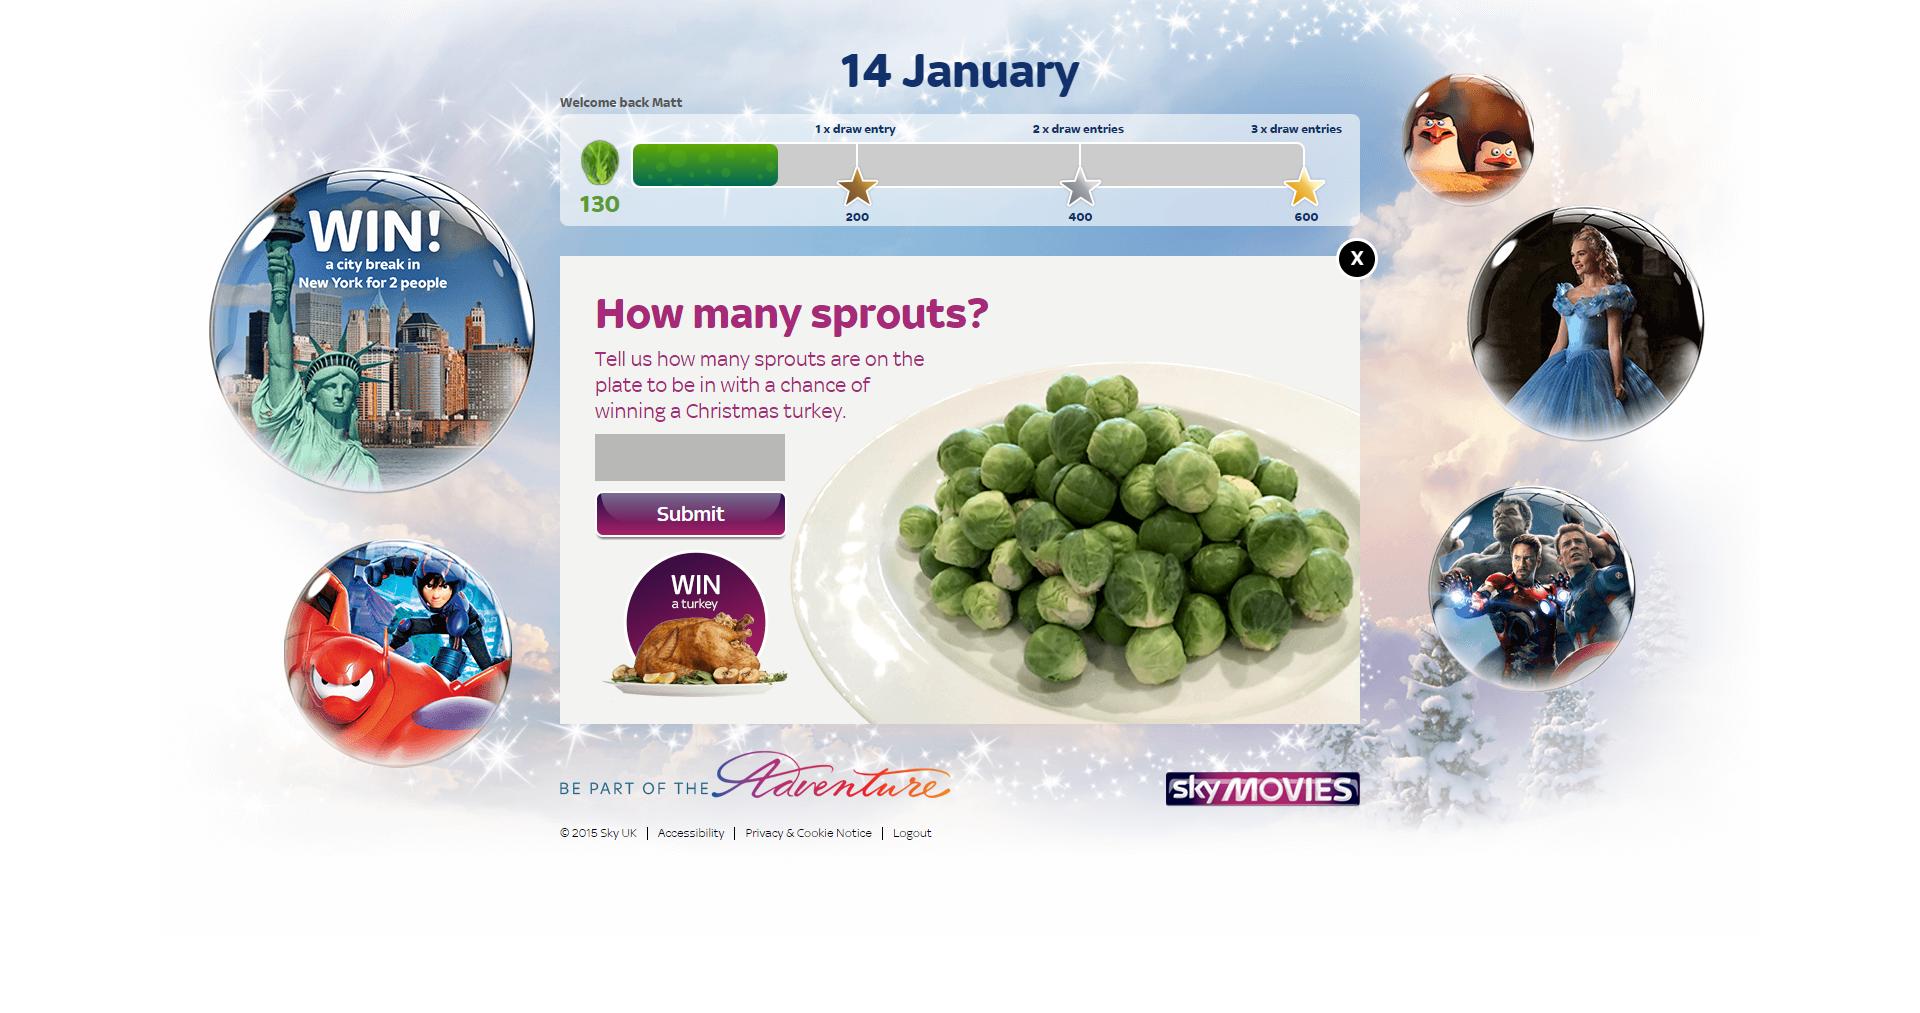 14 January
Welcome back Matt
1 x draw entry
2 x draw entries
3 x draw entries
130
200
400
600
WIN!
a city break in
New York for 2 people
X
How many sprouts?
Tell us how many sprouts are on the
plate to be in with a chance of
winning a Christmas turkey.
Submit
WIN
a turkey
BE PART OF THE Adventure
sky MOVIES
© 2015 Sky UK | Accessibility | Privacy & Cookie Notice | Logout